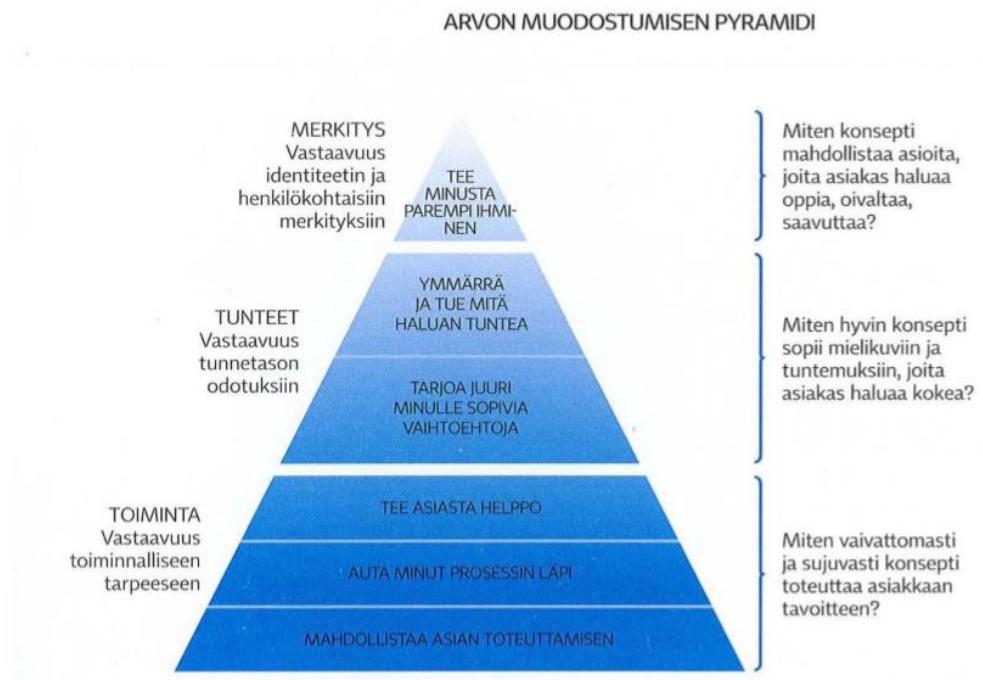 ARVON MUODOSTUMISEN PYRAMIDI
MERKITYS
Vastaavuus
identiteetin ja
henkilökohtaisiin
merkityksiin
TEE
MINUSTA
PAREMPI IHMI-
NEN
Miten konsepti
mahdollistaa asioita,
joita asiakas haluaa
oppia, oivaltaa,
saavuttaa?
TUNTEET
Vastaavuus
tunnetason
odotuksiin
YMMÄRRÄ
JA TUE MITÄ
HALUAN TUNTEA
TARJOA JUURI
MINULLE SOPIVIA
VAIHTOEHTOJA
Miten hyvin konsepti
sopii mielikuviin ja
tuntemuksiin, joita
asiakas haluaa kokea?
TOIMINTA
Vastaavuus
toiminnalliseen
tarpeeseen
TEE ASIASTA HELPPO
AUTA MINUT PROSESSIN LÄPI
MAHDOLLISTAA ASIAN TOTEUTTAMISEN
Miten vaivattomasti
ja sujuvasti konsepti
toteuttaa asiakkaan
tavoitteen?